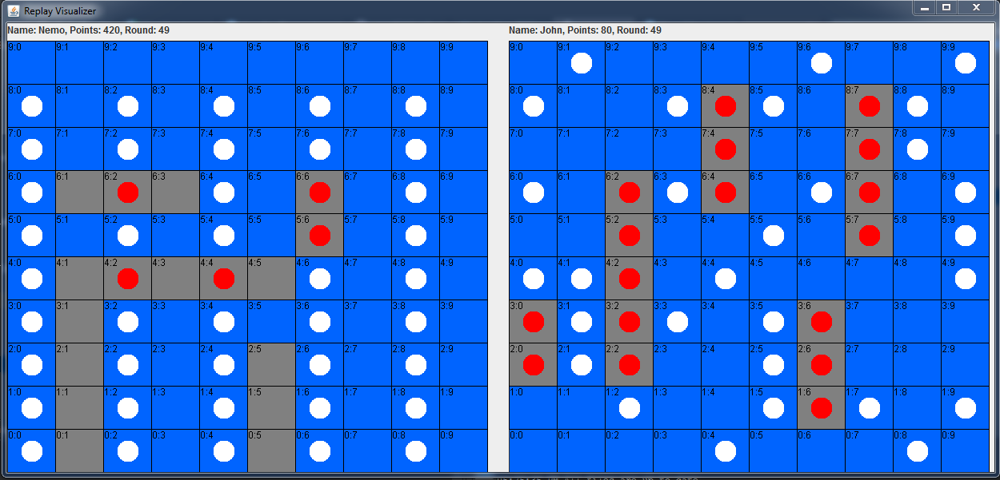 Replay Visualizer
Name: Nemo, Points: 420, Round: 49
Name: John, Points: 80, Round: 49
9:0 9:1 9:2 9:3 9:4 9:5 9:6 9:7 9:8 9:9 9:0 9:1 9:2 9:3 9:4 9:5 9:6 9:7 9:8 9:9
8:0 8:1 8:2 8:3 8:4 8:5 8:6 8:7 8:8 8:9 8:0 8:1 8:2 8:3 8:4 8:5 8:6 8:7 8:8 8:9
7:0 7:1 7:2 7:3 7:4 7:5 7:6 7:7 7:8 7:9 7:0 7:1 7:2 7:3 7:4 7:5 7:6 7:7 7:8 7:9
6:0 6:1 6:2 6:3 6:4 6:5 6:6 6:7 6:8 6:9 6:0 6:1 6:2 6:3 6:4 6:5 6:6 6:7 6:8 6:9
5:0 5:1 5:2 5:3 5:4 5:5 5:6 5:7 5:8 5:9 5:0 5:1 5:2 5:3 5:4 5:5 5:6 5:7 5:8 5:9
4:0 4:1 4:2 4:3 4:4 4:5 4:6 4:7 4:8 4:9 4:0 4:1 4:2 4:3 4:4 4:5 4:6 4:7 4:8 4:9
3:0 3:1 3:2 3:3 3:4 3:5 3:6 3:7 3:8 3:9 3:0 3:1 3:2 3:3 3:4 3:5 3:6 3:7 3:8 3:9
2:0 2:1 2:2 2:3 2:4 2:5 2:6 2:7 2:8 2:9 2:0 2:1 2:2 2:3 2:4 2:5 2:6 2:7 2:8 2:9
1:0 1:1 1:2 1:3 1:4 1:5 1:6 1:7 1:8 1:9 1:0 1:1 1:2 1:3 1:4 1:5 1:6 1:7 1:8 1:9
0:0 0:1 0:2 0:3 0:4 0:5 0:6 0:7 0:8 0:9 0:0 0:1 0:2 0:3 0:4 0:5 0:6 0:7 0:8 0:9